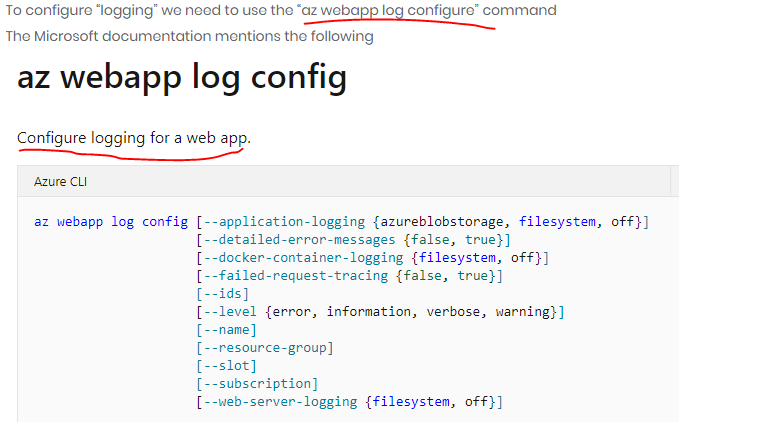 To configure “logging” we need to use the “az webapp log configure” command
The Microsoft documentation mentions the following
az webapp log config
Configure logging for a web app.
Azure CLI
az webapp log config [--application-logging {azureblobstorage, filesystem, off}]
[--detailed-error-messages {false, true}]
[--docker-container-logging {filesystem, off}]
[--failed-request-tracing {false, true}]
[--ids]
[--level {error, information, verbose, warning}]
[--name]
[--resource-group]
[--slot]
[--subscription]
[--web-server-logging {filesystem, off}]